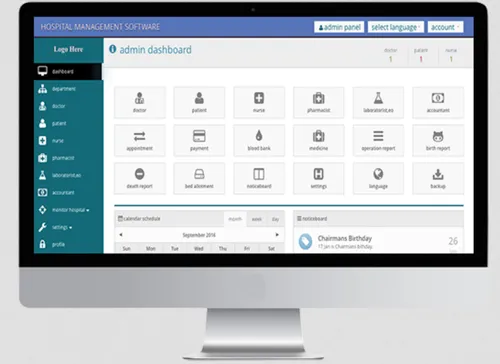 HOSPITAL MANAGEMENT SOFTWARE
admin panel
select language
account
Logo Here
admin dashboard
doctor
1
patient
1
nurse
1
dashboard
department
doctor
patient
nurse
pharmacist
laboratorist
accountant
monitor hospital
settings
profile
doctor
patient
nurse
pharmacist
laboratorist
accountant
appointment
payment
blood bank
medicine
operation report
birth report
death report
bed allotment
noticeboard
settings
language
backup
calendar schedule
month
week
day
September 2016
Sun
Mon
Tue
Wed
Thu
Fri
Sat
noticeboard
Chairmans Birthday
17 Jan is Chairmans birthday.
26